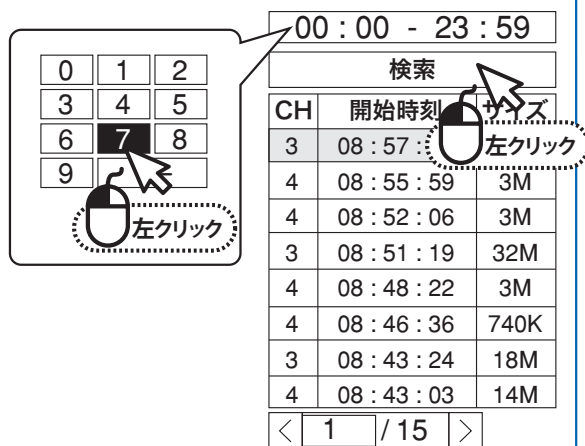 00 : 00 - 23 : 59
0 1 2
3 4 5
6 7 8
9
左クリック
検索
CH 開始時刻 サイズ
左クリック
3 08 : 57 :
4 08 : 55 : 59 3M
4 08 : 52 : 06 3M
3 08 : 51 : 19 32M
4 08 : 48 : 22 3M
4 08 : 46 : 36 740K
3 08 : 43 : 24 18M
4 08 : 43 : 03 14M
< 1 / 15 >